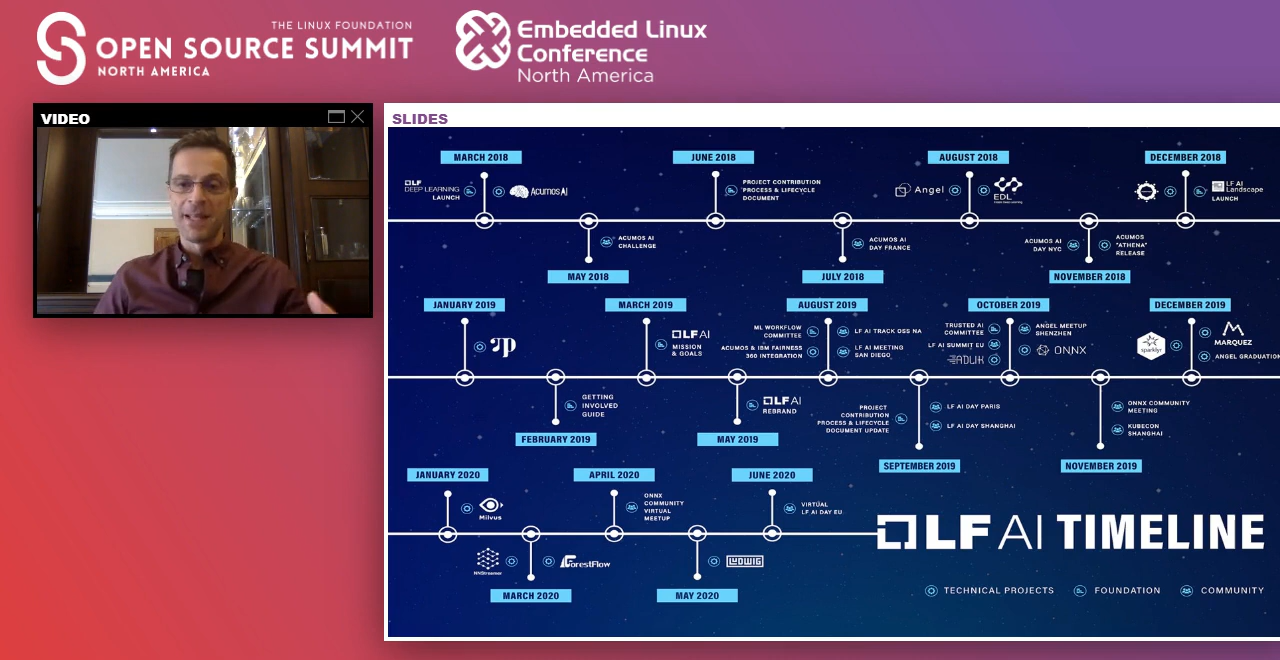 THE LINUX FOUNDATION
OPEN SOURCE SUMMIT
NORTH AMERICA
Embedded Linux
Conference
North America
VIDEO
SLIDES
MARCH 2018
JUNE 2018
AUGUST 2018
DECEMBER 2018
LF
DEEP LEARNING
LAUNCH
Acumos AI
PROJECT CONTRIBUTION
PROCESS & LIFECYCLE
DOCUMENT
Angel
EDL
LF AI
Landscape
LAUNCH
ACUMOS AI
CHALLENGE
ACUMOS AI
DAY FRANCE
ACUMOS AI
DAY NYC
ACUMOS
"ATHENA"
RELEASE
MAY 2018
JULY 2018
NOVEMBER 2018
JANUARY 2019
MARCH 2019
AUGUST 2019
OCTOBER 2019
DECEMBER 2019
LF AI
MISSION
& GOALS
ML WORKFLOW
COMMITTEE
ACUMOS & IBM FAIRNESS
360 INTEGRATION
LF AI TRACK OSS NA
LF AI MEETING
SAN DIEGO
TRUSTED AI
COMMITTEE
LF AI SUMMIT EU
ADLIK
ANGEL MEETUP
SHENZHEN
ONNX
sparklyr
MARQUEZ
ANGEL GRADUATION
GETTING
INVOLVED
GUIDE
LF AI
REBRAND
PROJECT
CONTRIBUTION
PROCESS & LIFECYCLE
DOCUMENT UPDATE
LF AI DAY PARIS
LF AI DAY SHANGHAI
ONNX COMMUNITY
MEETING
KUBECON
SHANGHAI
FEBRUARY 2019
MAY 2019
SEPTEMBER 2019
NOVEMBER 2019
JANUARY 2020
APRIL 2020
JUNE 2020
Milvus
ONNX
COMMUNITY
VIRTUAL
MEETUP
VIRTUAL
LF AI DAY EU
NNStreamer
ForestFlow
LUDWIG
MARCH 2020
MAY 2020
LF AI TIMELINE
TECHNICAL PROJECTS
FOUNDATION
COMMUNITY